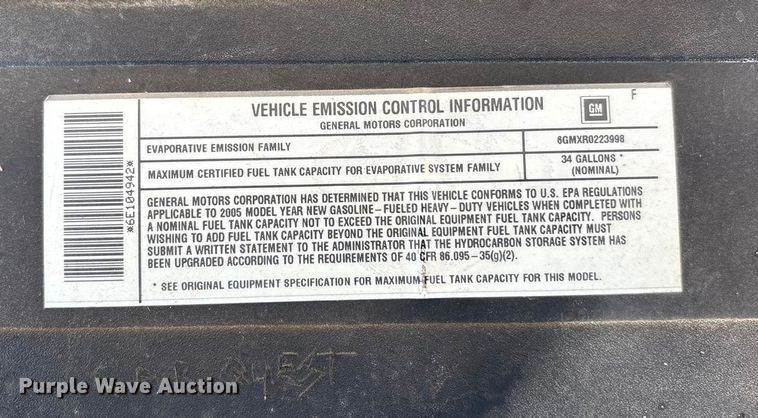 *6E104942*
VEHICLE EMISSION CONTROL INFORMATION
GENERAL MOTORS CORPORATION
GM
F
EVAPORATIVE EMISSION FAMILY 6GMXR0223998
MAXIMUM CERTIFIED FUEL TANK CAPACITY FOR EVAPORATIVE SYSTEM FAMILY 34 GALLONS *
(NOMINAL)
GENERAL MOTORS CORPORATION HAS DETERMINED THAT THIS VEHICLE CONFORMS TO U.S. EPA REGULATIONS
APPLICABLE TO 2005 MODEL YEAR NEW GASOLINE-FUELED HEAVY-DUTY VEHICLES WHEN COMPLETED WITH
A NOMINAL FUEL TANK CAPACITY NOT TO EXCEED THE ORIGINAL EQUIPMENT FUEL TANK CAPACITY. PERSONS
WISHING TO ADD FUEL TANK CAPACITY BEYOND THE ORIGINAL EQUIPMENT FUEL TANK CAPACITY MUST
SUBMIT A WRITTEN STATEMENT TO THE ADMINISTRATOR THAT THE HYDROCARBON STORAGE SYSTEM HAS
BEEN UPGRADED ACCORDING TO THE REQUIREMENTS OF 40 CFR 86.095-35(g)(2).
* SEE ORIGINAL EQUIPMENT SPECIFICATION FOR MAXIMUM FUEL TANK CAPACITY FOR THIS MODEL.
Purple Wave Auction